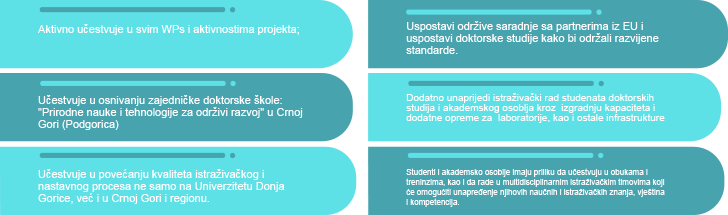 Aktivno učestvuje u svim WPs i aktivnostima projekta;
Učestvuje u osnivanju zajedničke doktorske škole:
"Prirodne nauke i tehnologije za održivi razvoj" u Crnoj
Gori (Podgorica)
Učestvuje u povećanju kvaliteta istraživačkog i
nastavnog procesa ne samo na Univerzitetu Donja
Gorice, već i u Crnoj Gori i regionu.
Uspostavi održive saradnje sa partnerima iz EU i
uspostavi doktorske studije kako bi održali razvijene
standarde.
Dodatno unaprijedi istraživački rad studenata doktorskih
studija i akademskog osoblja kroz izgradnju kapaciteta i
dodatne opreme za laboratorije, kao i ostale infrastrukture
Studenti i akademsko osoblje imaju priliku da učestvuju u obukama i
treninzima, kao i da rade u multidisciplinarnim istraživačkim timovima koji
će omogućiti unapređenje njihovih naučnih i istraživačkih znanja, vještina
i kompetencija.